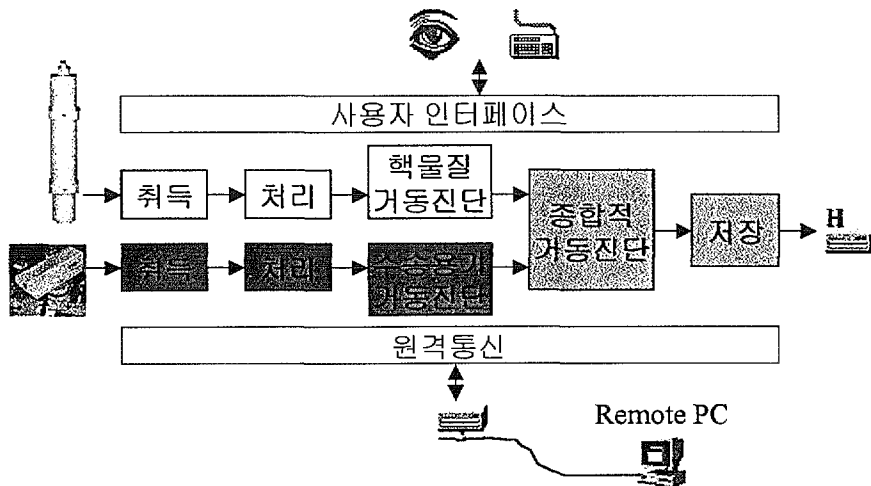 사용자 인터페이스
취득
처리
핵물질
거동진단
종합적
거동진단
저장
H
취득
처리
수송용기
거동진단
원격통신
Remote PC